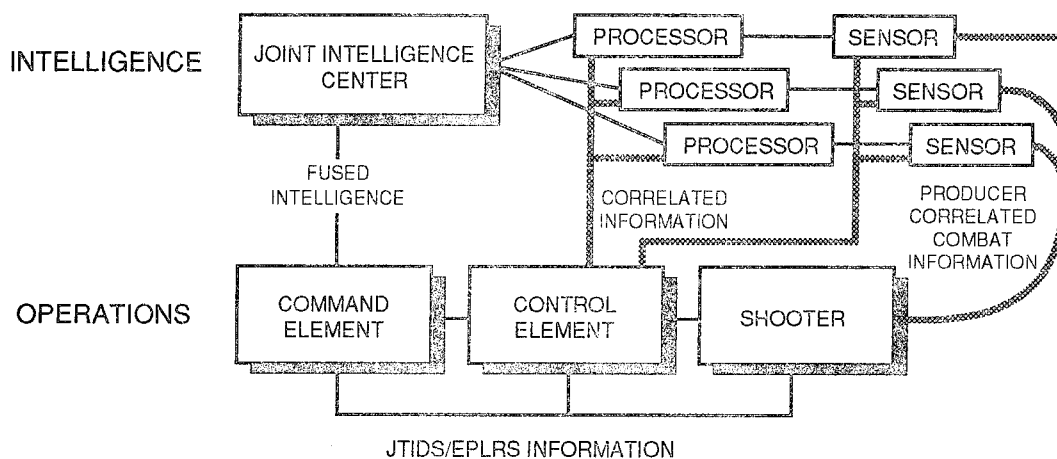 INTELLIGENCE
JOINT INTELLIGENCE
CENTER
PROCESSOR
SENSOR
PROCESSOR
SENSOR
PROCESSOR
SENSOR
FUSED
INTELLIGENCE
CORRELATED
INFORMATION
PRODUCER
CORRELATED
COMBAT
INFORMATION
OPERATIONS
COMMAND
ELEMENT
CONTROL
ELEMENT
SHOOTER
JTIDS/EPLRS INFORMATION